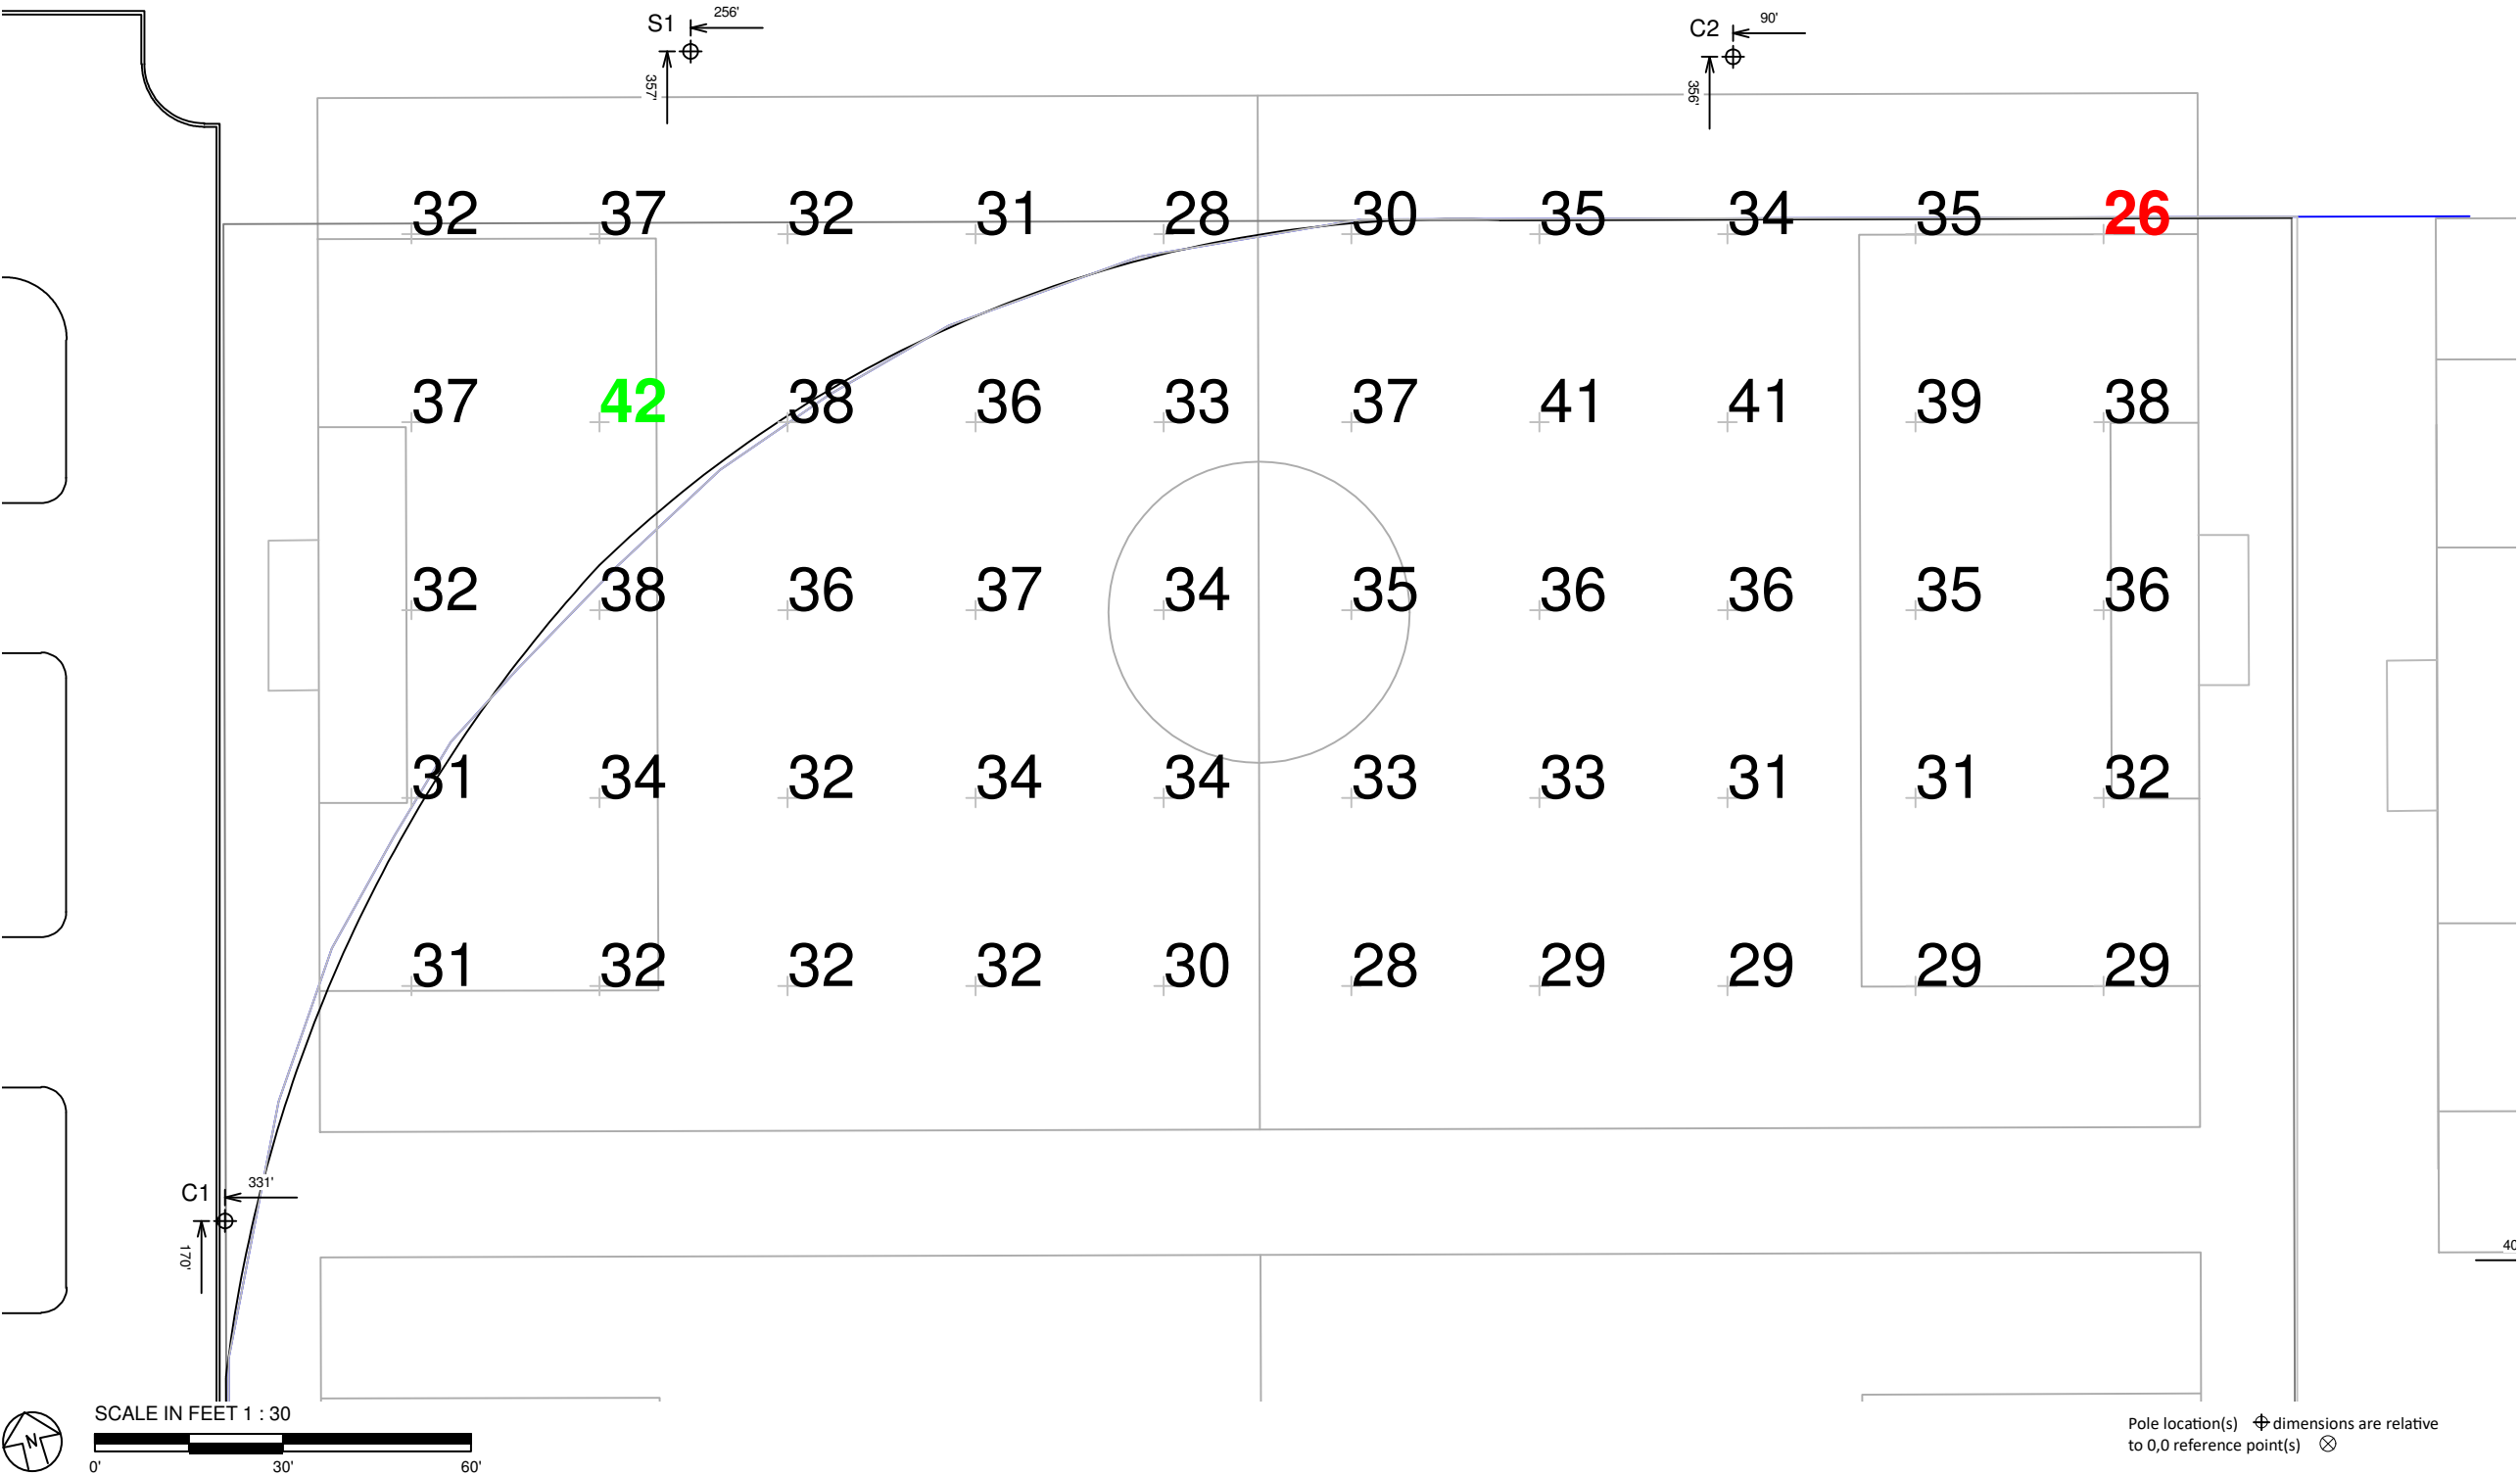 S1 256'
357'
C2 90'
356'
32 37 32 31 28 30 35 34 35 26
37 42 38 36 33 37 41 41 39 38
32 38 36 37 34 35 36 36 35 36
31 34 32 34 34 33 33 31 31 32
31 32 32 32 30 28 29 29 29 29
C1 331'
170'
40
SCALE IN FEET 1 : 30
0' 30' 60'
N
Pole location(s) dimensions are relative
to 0,0 reference point(s)